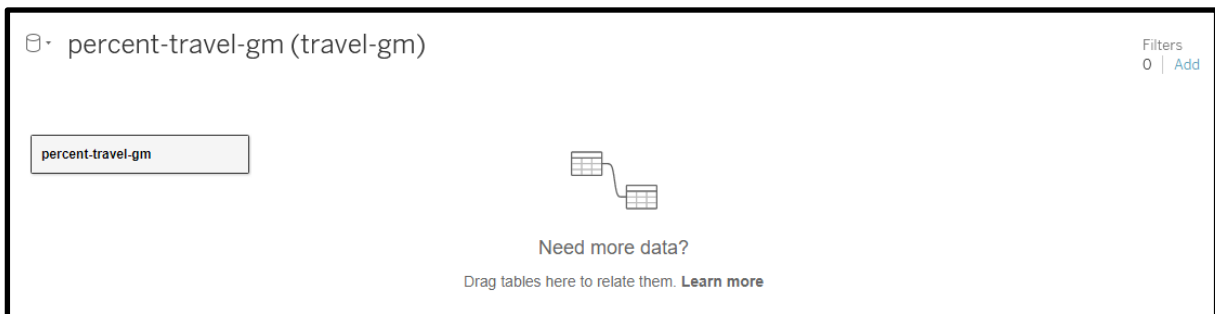 percent-travel-gm (travel-gm)
Filters
0 | Add
percent-travel-gm
Need more data?
Drag tables here to relate them. Learn more